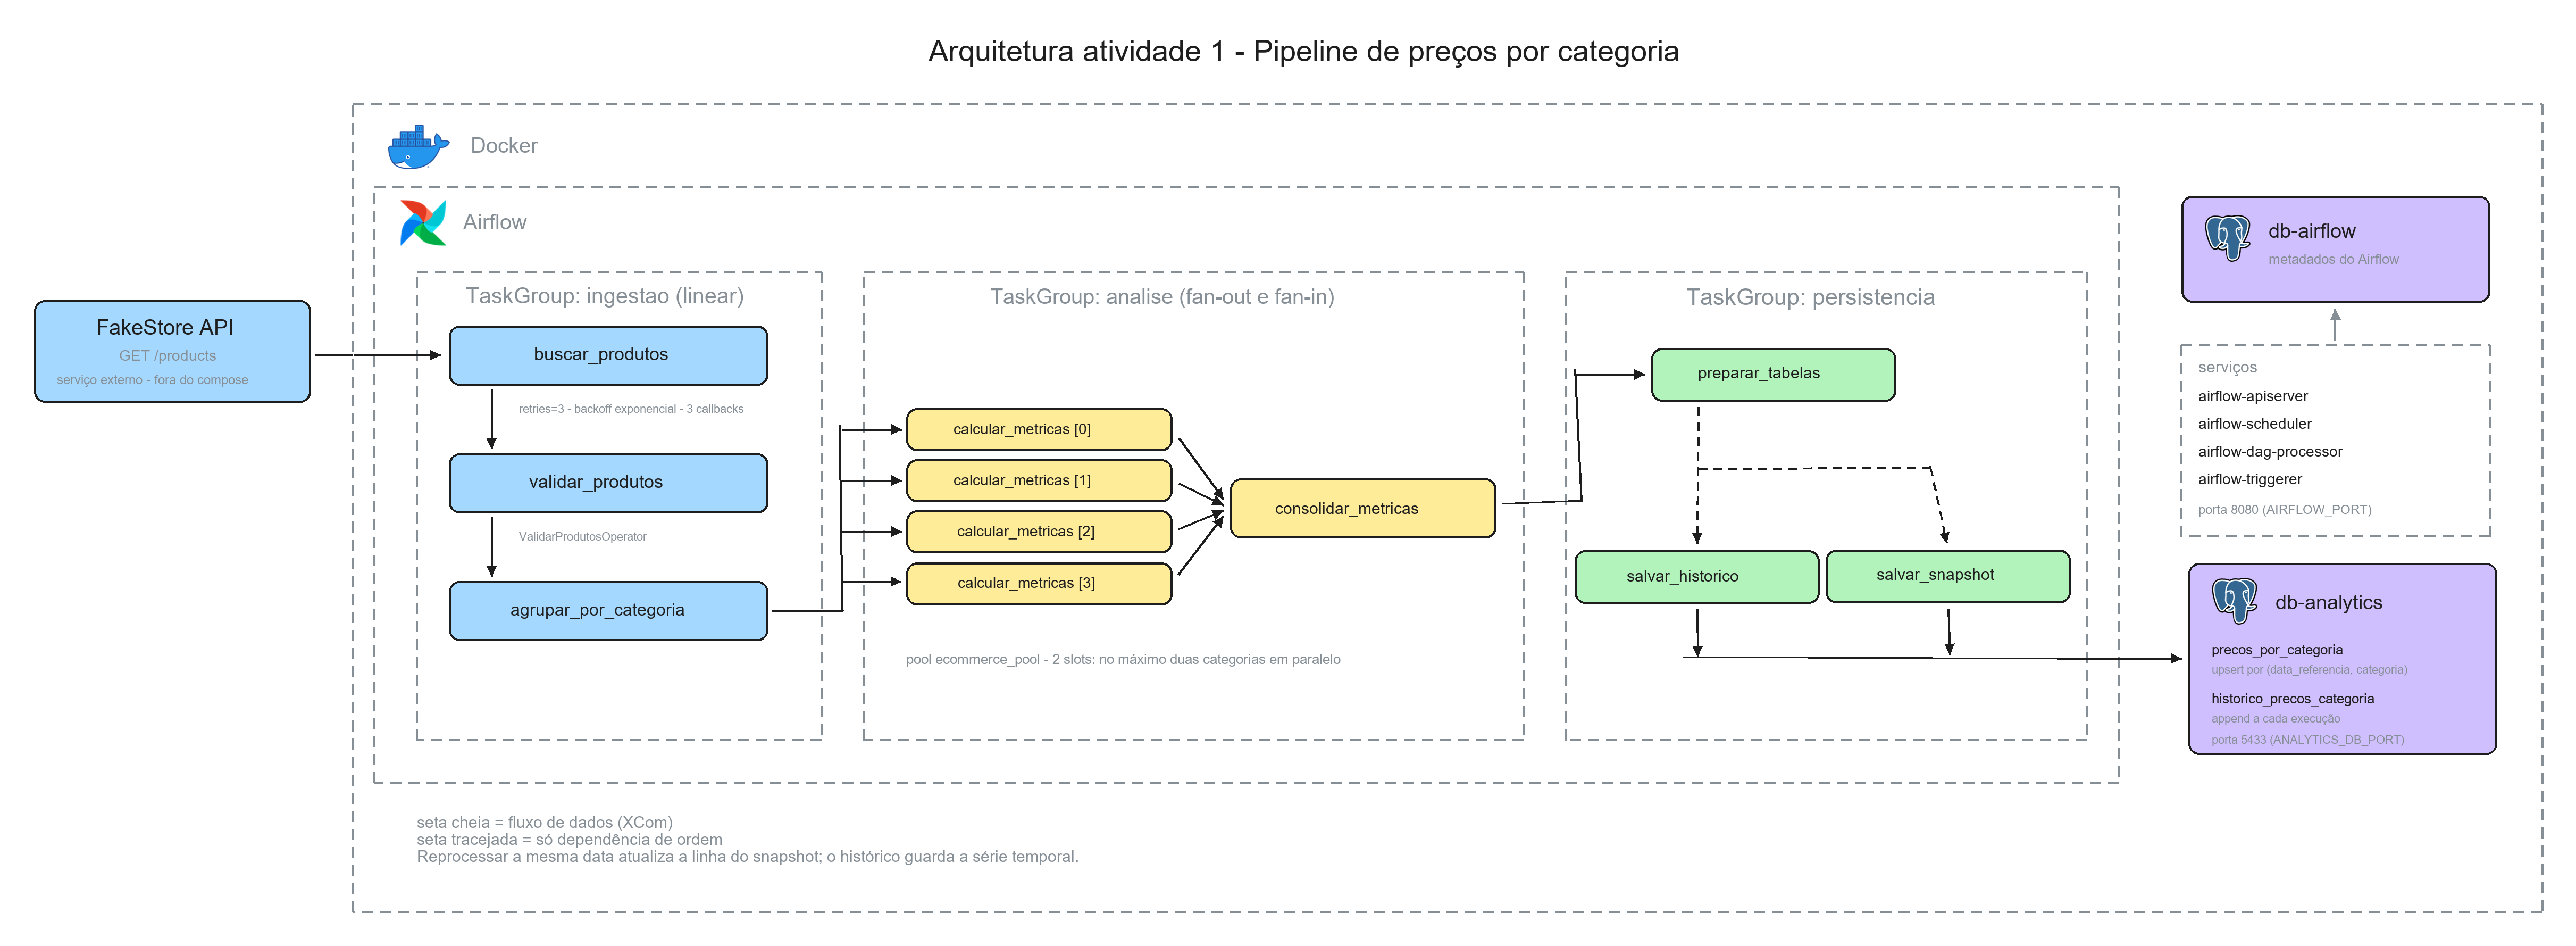 Arquitetura atividade 1 - Pipeline de preços por categoria
Docker
Airflow
FakeStore API
GET /products
serviço externo - fora do compose
TaskGroup: ingestao (linear)
buscar_produtos
retries=3 - backoff exponencial - 3 callbacks
validar_produtos
ValidarProdutosOperator
agrupar_por_categoria
TaskGroup: analise (fan-out e fan-in)
calcular_metricas [0]
calcular_metricas [1]
calcular_metricas [2]
calcular_metricas [3]
consolidar_metricas
pool ecommerce_pool - 2 slots: no máximo duas categorias em paralelo
TaskGroup: persistencia
preparar_tabelas
salvar_historico
salvar_snapshot
db-airflow
metadados do Airflow
serviços
airflow-apiserver
airflow-scheduler
airflow-dag-processor
airflow-triggerer
porta 8080 (AIRFLOW_PORT)
db-analytics
precos_por_categoria
upsert por (data_referencia, categoria)
historico_precos_categoria
append a cada execução
porta 5433 (ANALYTICS_DB_PORT)
seta cheia = fluxo de dados (XCom)
seta tracejada = só dependência de ordem
Reprocessar a mesma data atualiza a linha do snapshot; o histórico guarda a série temporal.